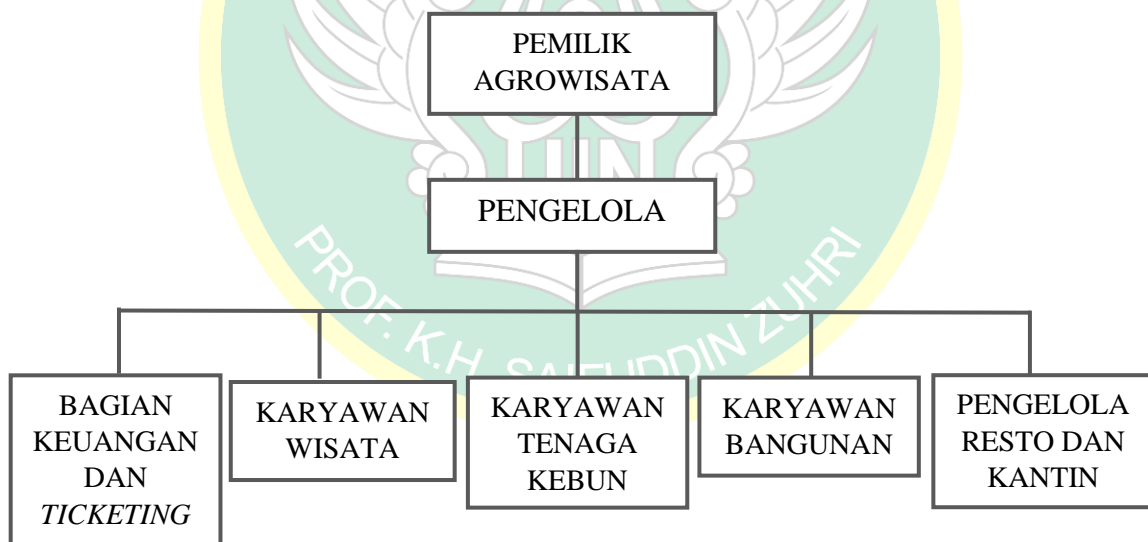 PEMILIK
AGROWISATA
UIN
PENGELOLA
PROF. K.H. SAIFUDDIN ZUHRI
BAGIAN
KEUANGAN
DAN
TICKETING
KARYAWAN
WISATA
KARYAWAN
TENAGA
KEBUN
KARYAWAN
BANGUNAN
PENGELOLA
RESTO DAN
KANTIN